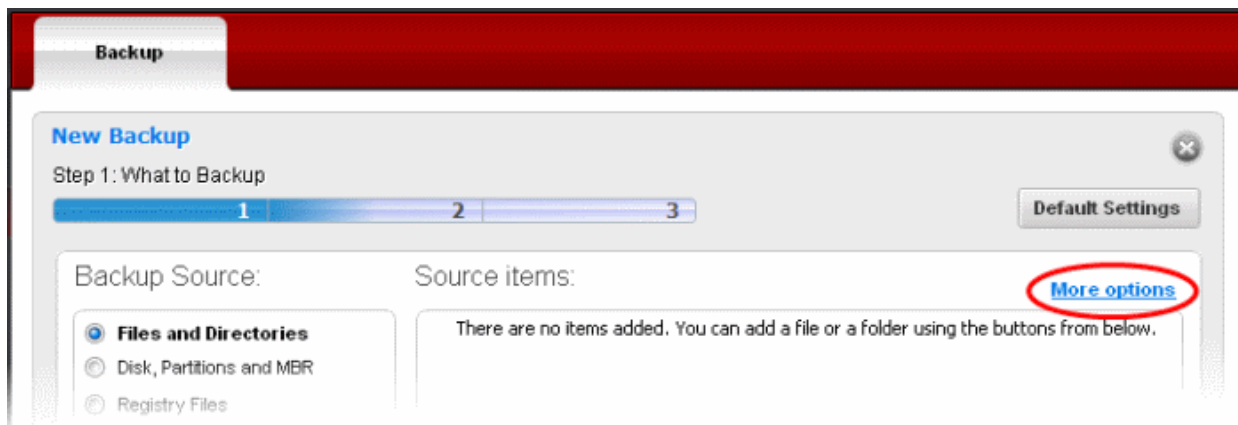 Backup
New Backup
Step 1: What to Backup
1 2 3
Default Settings
Backup Source:
Source items:
More options
Files and Directories
There are no items added. You can add a file or a folder using the buttons from below.
Disk, Partitions and MBR
Registry Files